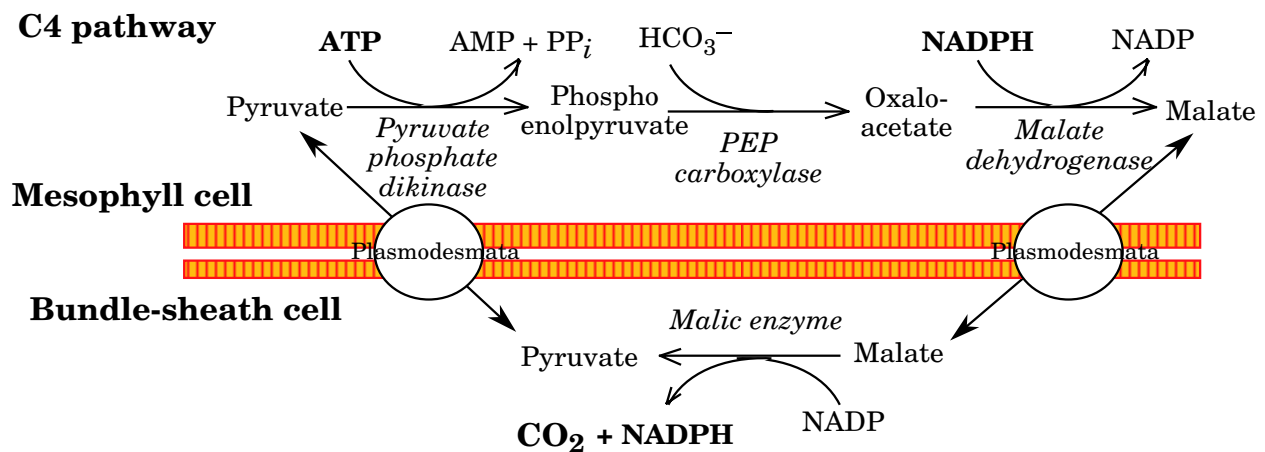 C4 pathway
ATP
AMP + PPi
HCO3−
NADPH
NADP
Pyruvate
Phospho
enolpyruvate
Oxalo-
acetate
Malate
Pyruvate
phosphate
dikinase
PEP
carboxylase
Malate
dehydrogenase
Mesophyll cell
Plasmodesmata
Plasmodesmata
Bundle-sheath cell
Malic enzyme
Pyruvate
Malate
CO2 + NADPH
NADP